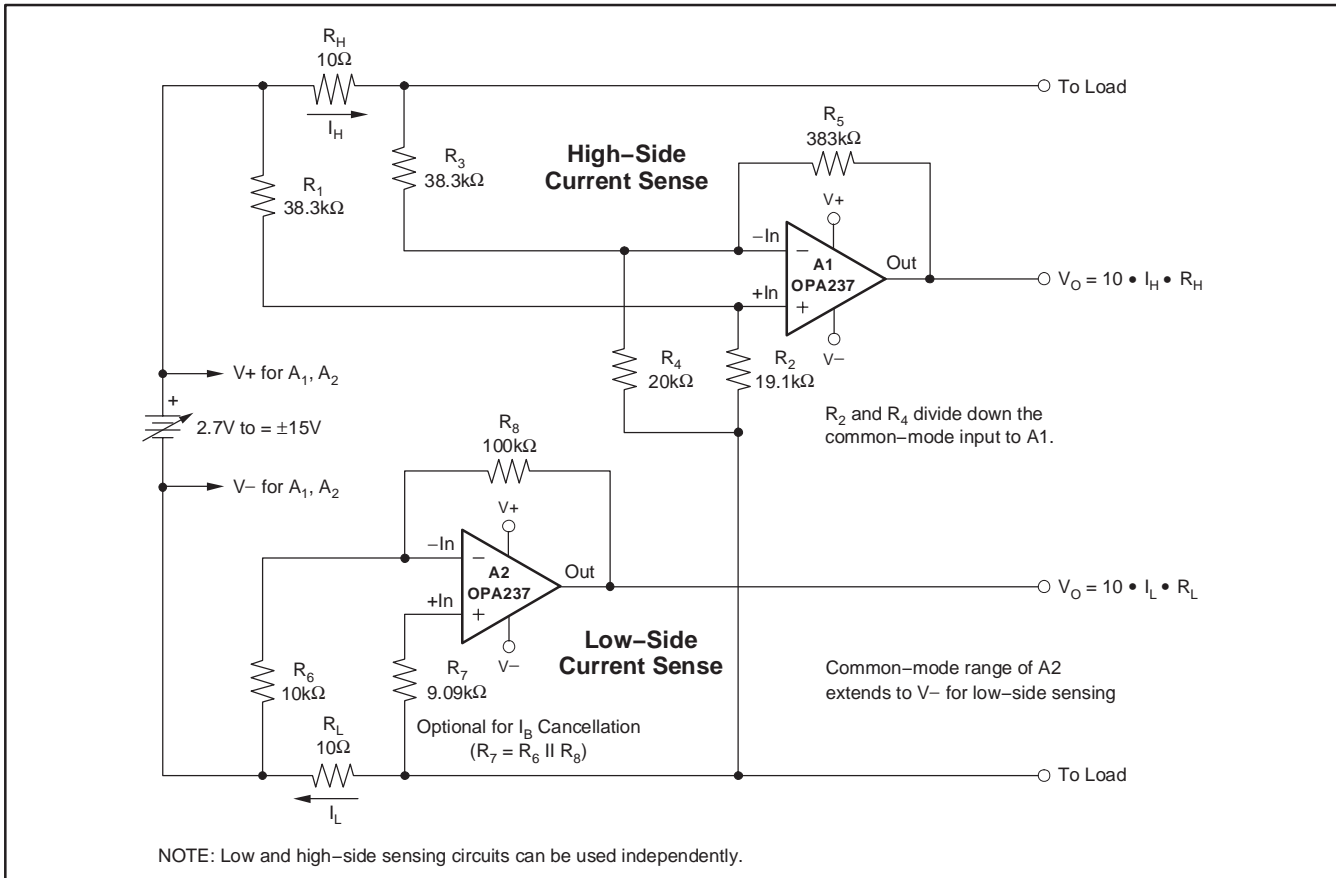 R_H
10Ω
To Load
I_H
R_5
383kΩ
R_3
38.3kΩ
High–Side
Current Sense
R_1
38.3kΩ
V+
–In
–
A1
OPA237
Out
V_O = 10 • I_H • R_H
+In
+
V–
R_4
20kΩ
R_2
19.1kΩ
V+ for A_1, A_2
+
2.7V to = ±15V
R_2 and R_4 divide down the
common–mode input to A1.
R_8
100kΩ
V– for A_1, A_2
V+
–In
–
A2
OPA237
Out
V_O = 10 • I_L • R_L
+In
+
V–
Low–Side
Current Sense
R_6
10kΩ
R_7
9.09kΩ
Common–mode range of A2
extends to V– for low–side sensing
Optional for I_B Cancellation
(R_7 = R_6 II R_8)
R_L
10Ω
To Load
I_L
NOTE: Low and high–side sensing circuits can be used independently.